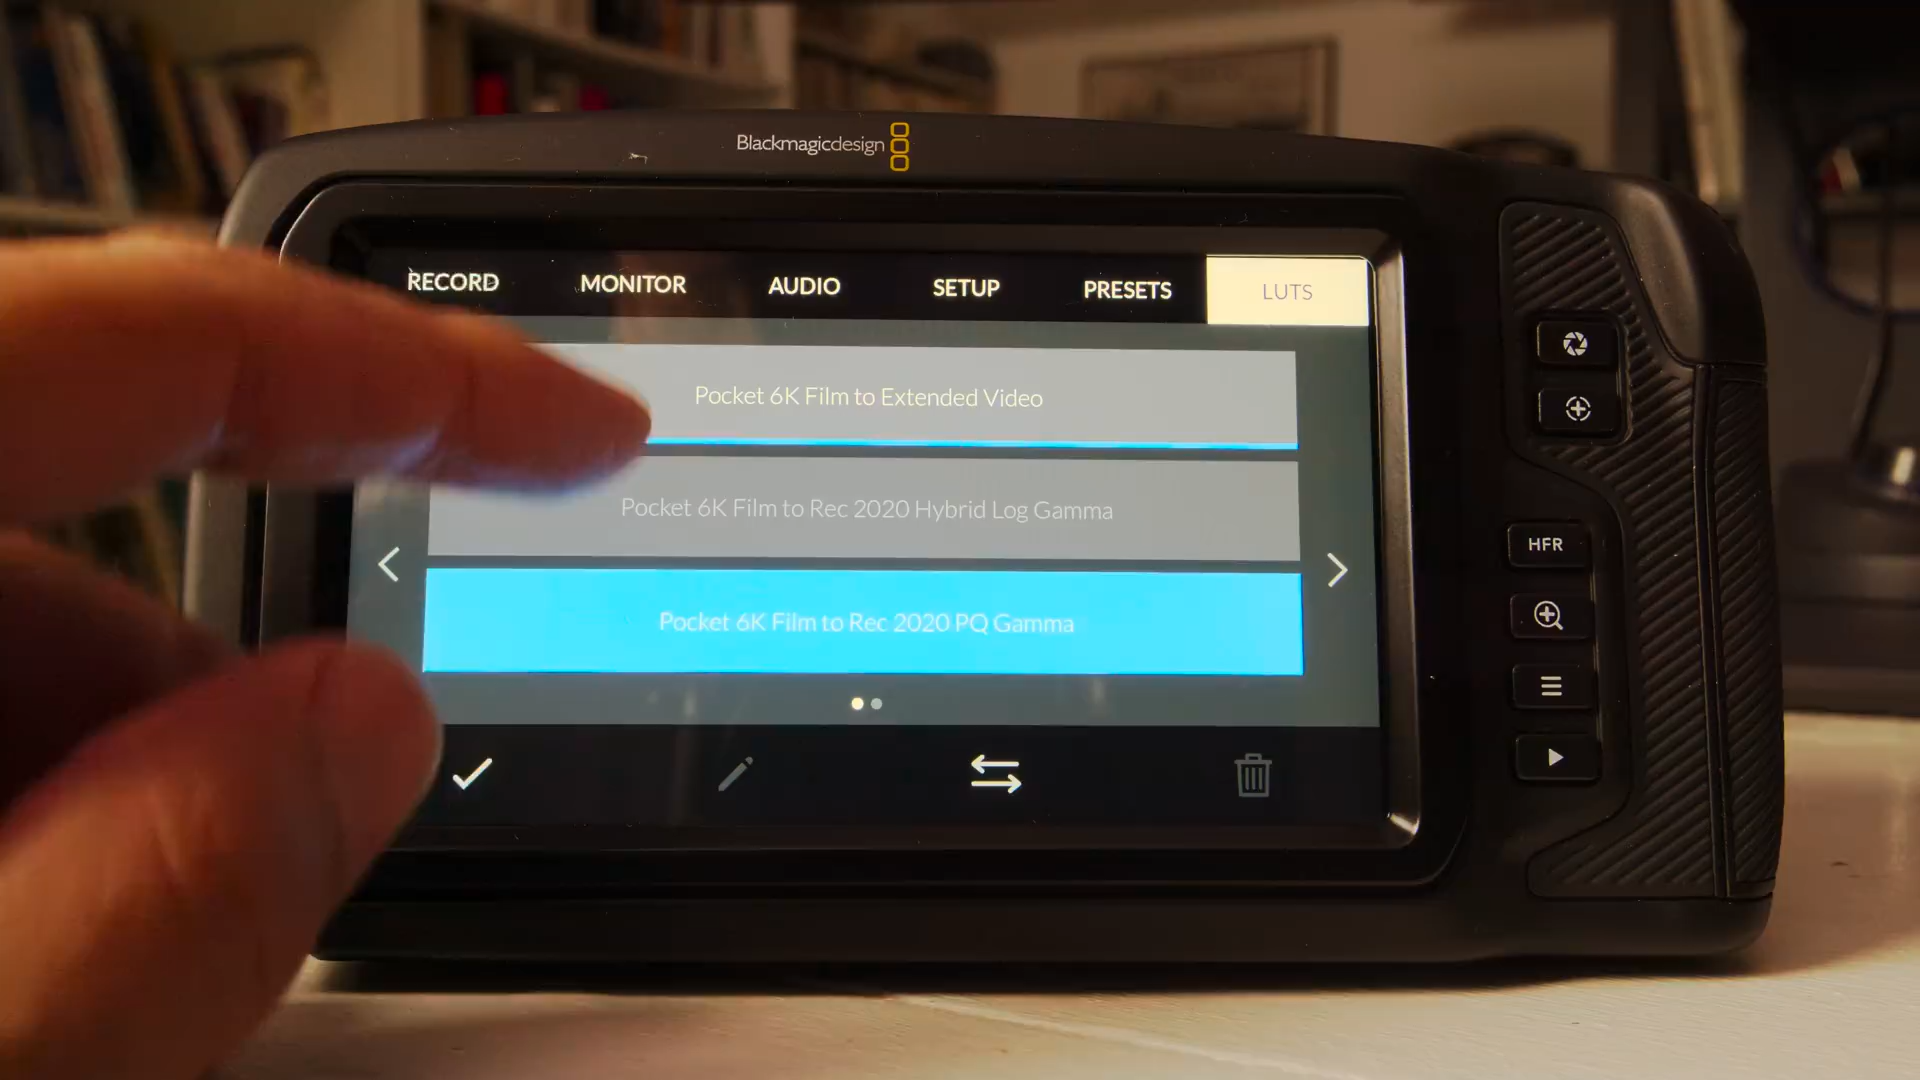 Blackmagicdesign
RECORD MONITOR AUDIO SETUP PRESETS LUTS
Pocket 6K Film to Extended Video
Pocket 6K Film to Rec 2020 Hybrid Log Gamma
Pocket 6K Film to Rec 2020 PQ Gamma
HFR